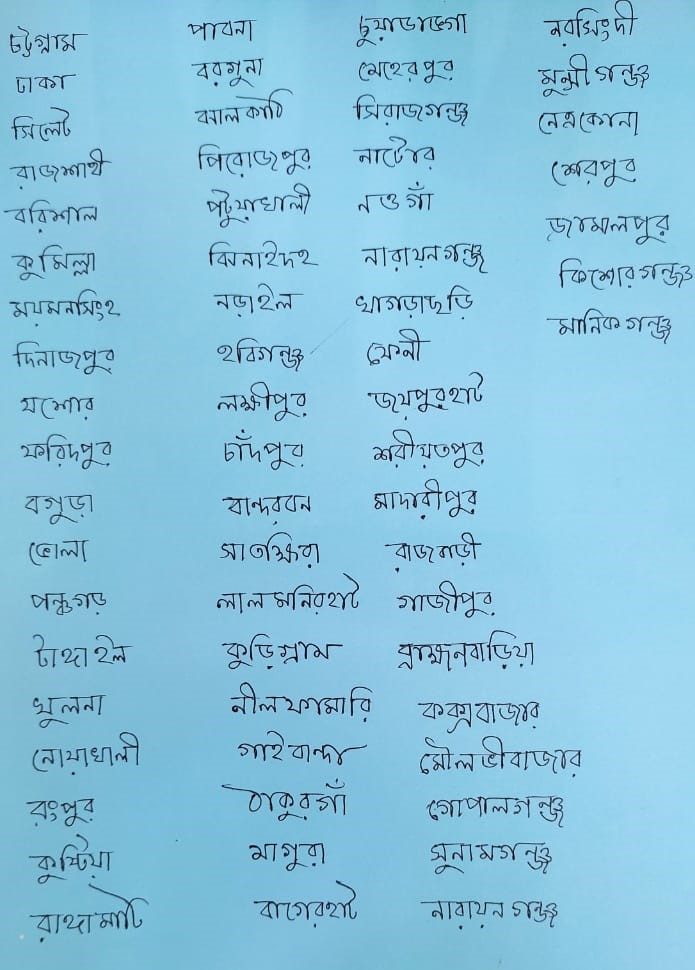 চট্টগ্রাম
ঢাকা
সিলেট
রাজশাহী
বরিশাল
কুমিল্লা
ময়মনসিংহ
দিনাজপুর
যশোর
ফরিদপুর
বগুড়া
ভোলা
পঞ্চগড়
টাঙ্গাইল
খুলনা
নোয়াখালী
রংপুর
কুষ্টিয়া
রাঙ্গামাটি
পাবনা
বরগুনা
ঝালকাঠি
পিরোজপুর
পটুয়াখালী
ঝিনাইদহ
নড়াইল
হবিগঞ্জ
লক্ষীপুর
চাঁদপুর
বান্দরবন
সাতক্ষিরা
লালমনিরহাট
কুড়িগ্রাম
নীলফামারি
গাইবান্দা
ঠাকুরগাঁ
মাগুরা
বাগেরহাট
চুয়াডাঙ্গা
মেহেরপুর
সিরাজগঞ্জ
নাটোর
নওগাঁ
নারায়নগঞ্জ
খাগড়াছড়ি
ফেনী
জয়পুরহাট
শরীয়তপুর
মাদারীপুর
রাজবাড়ী
গাজীপুর
ব্রাহ্মনবাড়িয়া
কক্সবাজার
মৌলভীবাজার
গোপালগঞ্জ
সুনামগঞ্জ
নারায়নগঞ্জ
নরসিংদী
মুন্সীগঞ্জ
নেত্রকোনা
শেরপুর
জামালপুর
কিশোরগঞ্জ
মানিকগঞ্জ